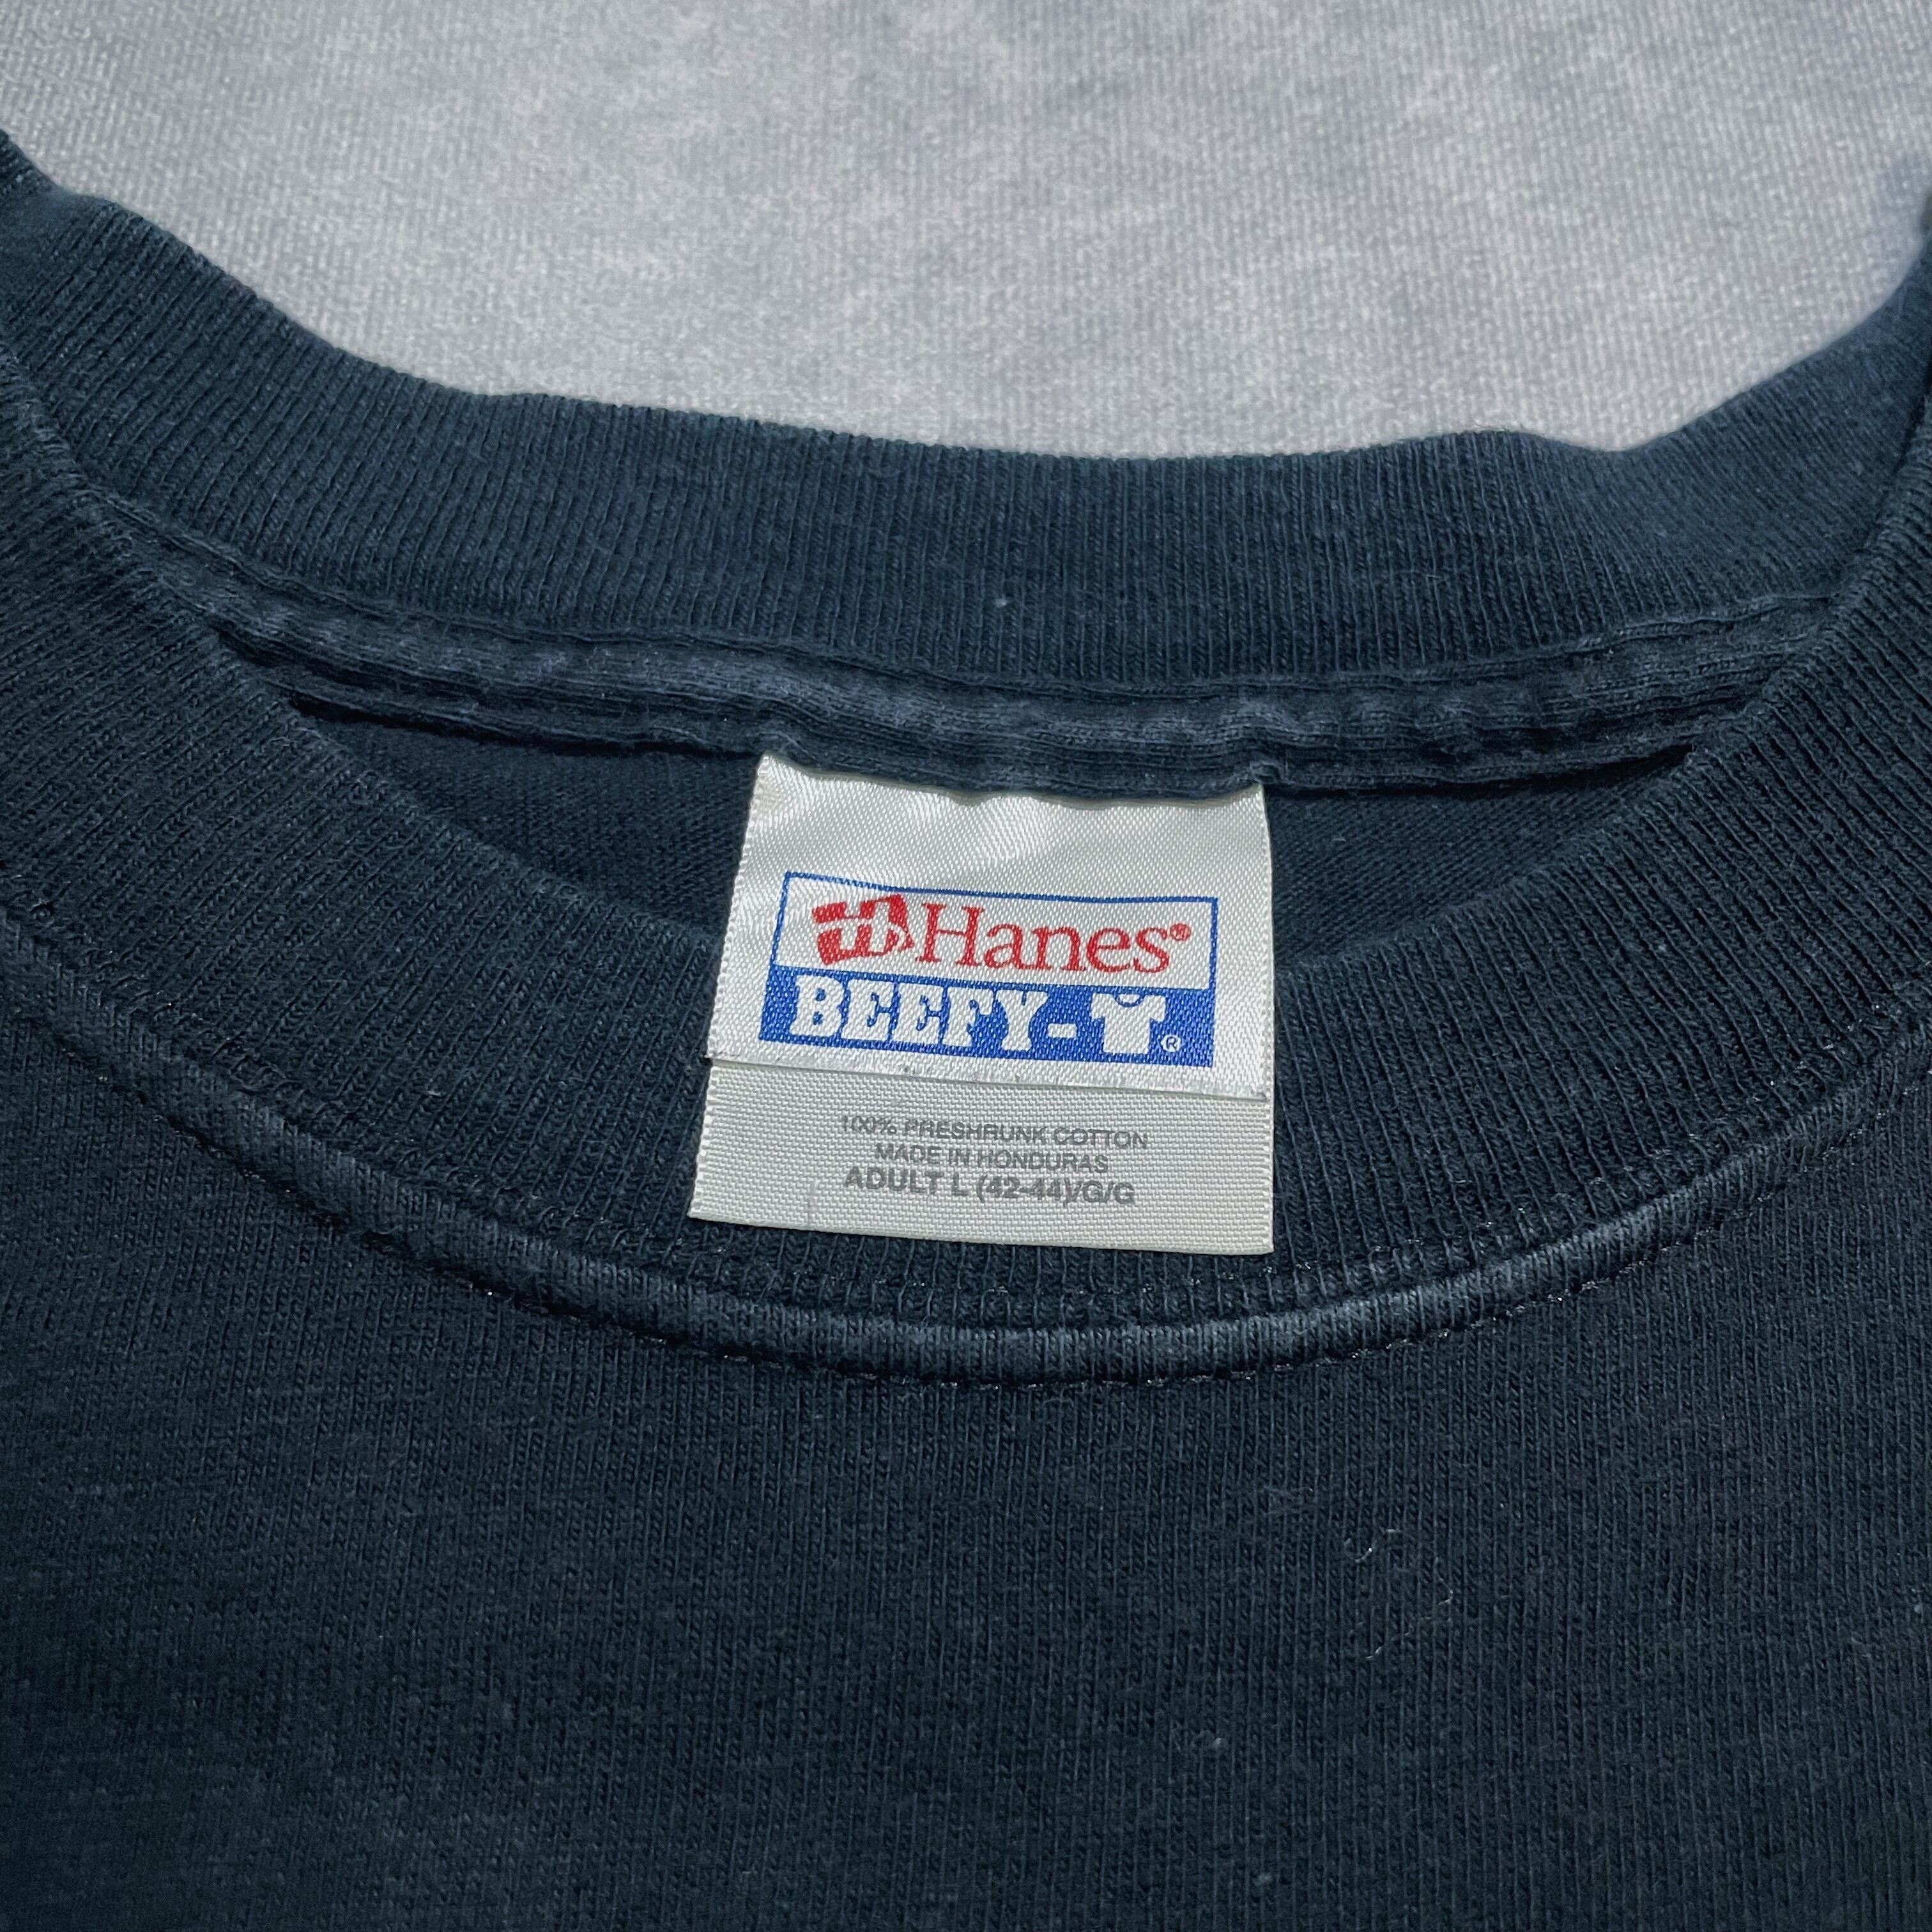 Hanes®
BEEFY-T®
100% PRESHRUNK COTTON
MADE IN HONDURAS
ADULT L (42-44)/G/G